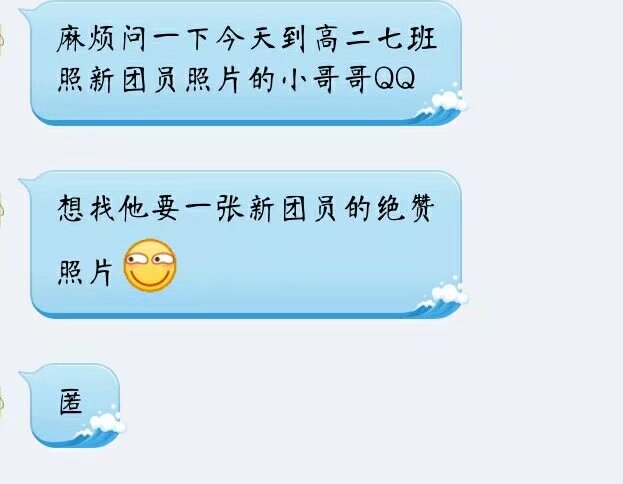 麻烦问一下今天到高二七班
照新团员照片的小哥哥QQ
想找他要一张新团员的绝赞
照片
匿